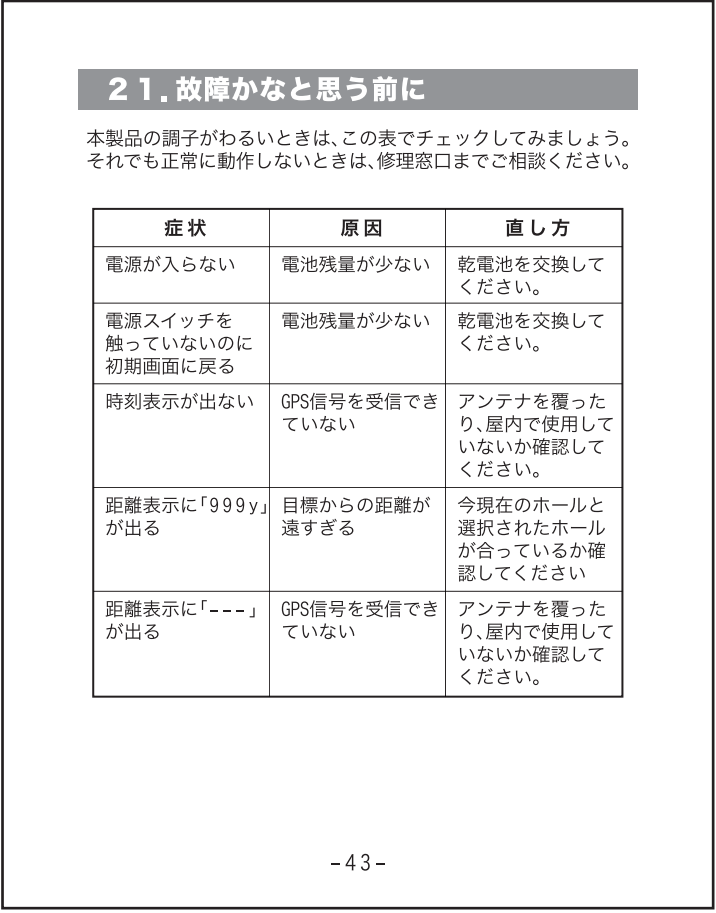 ２１．故障かなと思う前に
本製品の調子がわるいときは、この表でチェックしてみましょう。
それでも正常に動作しないときは、修理窓口までご相談ください。
症状 原因 直し方
電源が入らない 電池残量が少ない 乾電池を交換して
ください。
電源スイッチを 電池残量が少ない 乾電池を交換して
触っていないのに ください。
初期画面に戻る
時刻表示が出ない GPS信号を受信でき アンテナを覆った
ていない り、屋内で使用して
いないか確認して
ください。
距離表示に「999y」 目標からの距離が 今現在のホールと
が出る 遠すぎる 選択されたホール
が合っているか確
認してください
距離表示に「---」 GPS信号を受信でき アンテナを覆った
が出る ていない り、屋内で使用して
いないか確認して
ください。
-43-